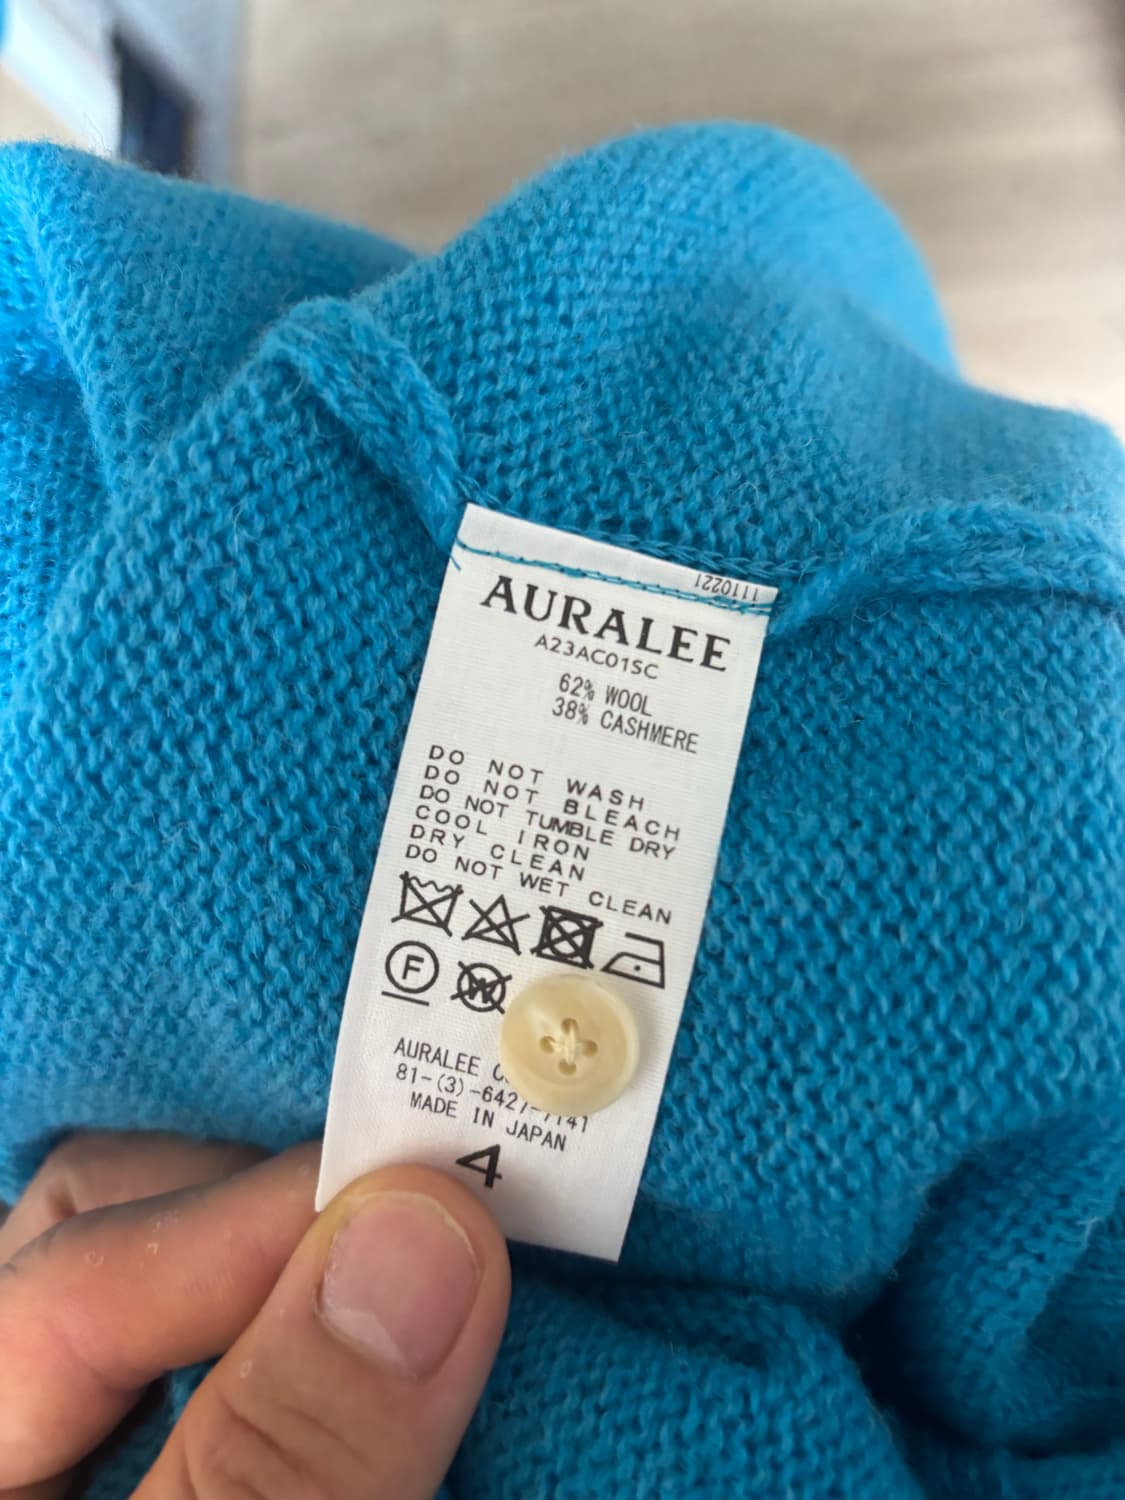 1110221
AURALEE
A23AC01SC
62% WOOL
38% CASHMERE
DO NOT WASH
DO NOT BLEACH
DO NOT TUMBLE DRY
COOL IRON
DRY CLEAN
DO NOT WET CLEAN
F
W
AURALEE
81-(3)-6427-7141
MADE IN JAPAN
4